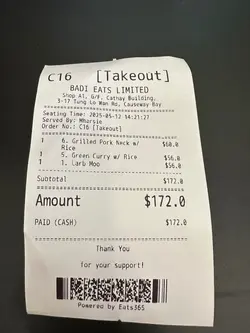 C16 [Takeout]
BADI EATS LIMITED
Shop A1, G/F, Cathay Building,
3-17 Tung Lo Wan Rd, Causeway Bay
Seating Time: 2025-05-12 14:21:27
Served By: Mharsie
Order No.: C16 [Takeout]
1 6. Grilled Pork Neck w/ Rice $60.0
1 5. Green Curry w/ Rice $56.0
1 1. Larb Moo $56.0
Subtotal $172.0
Amount $172.0
PAID (CASH) $172.0
Thank You
for your support!
Powered by Eats365